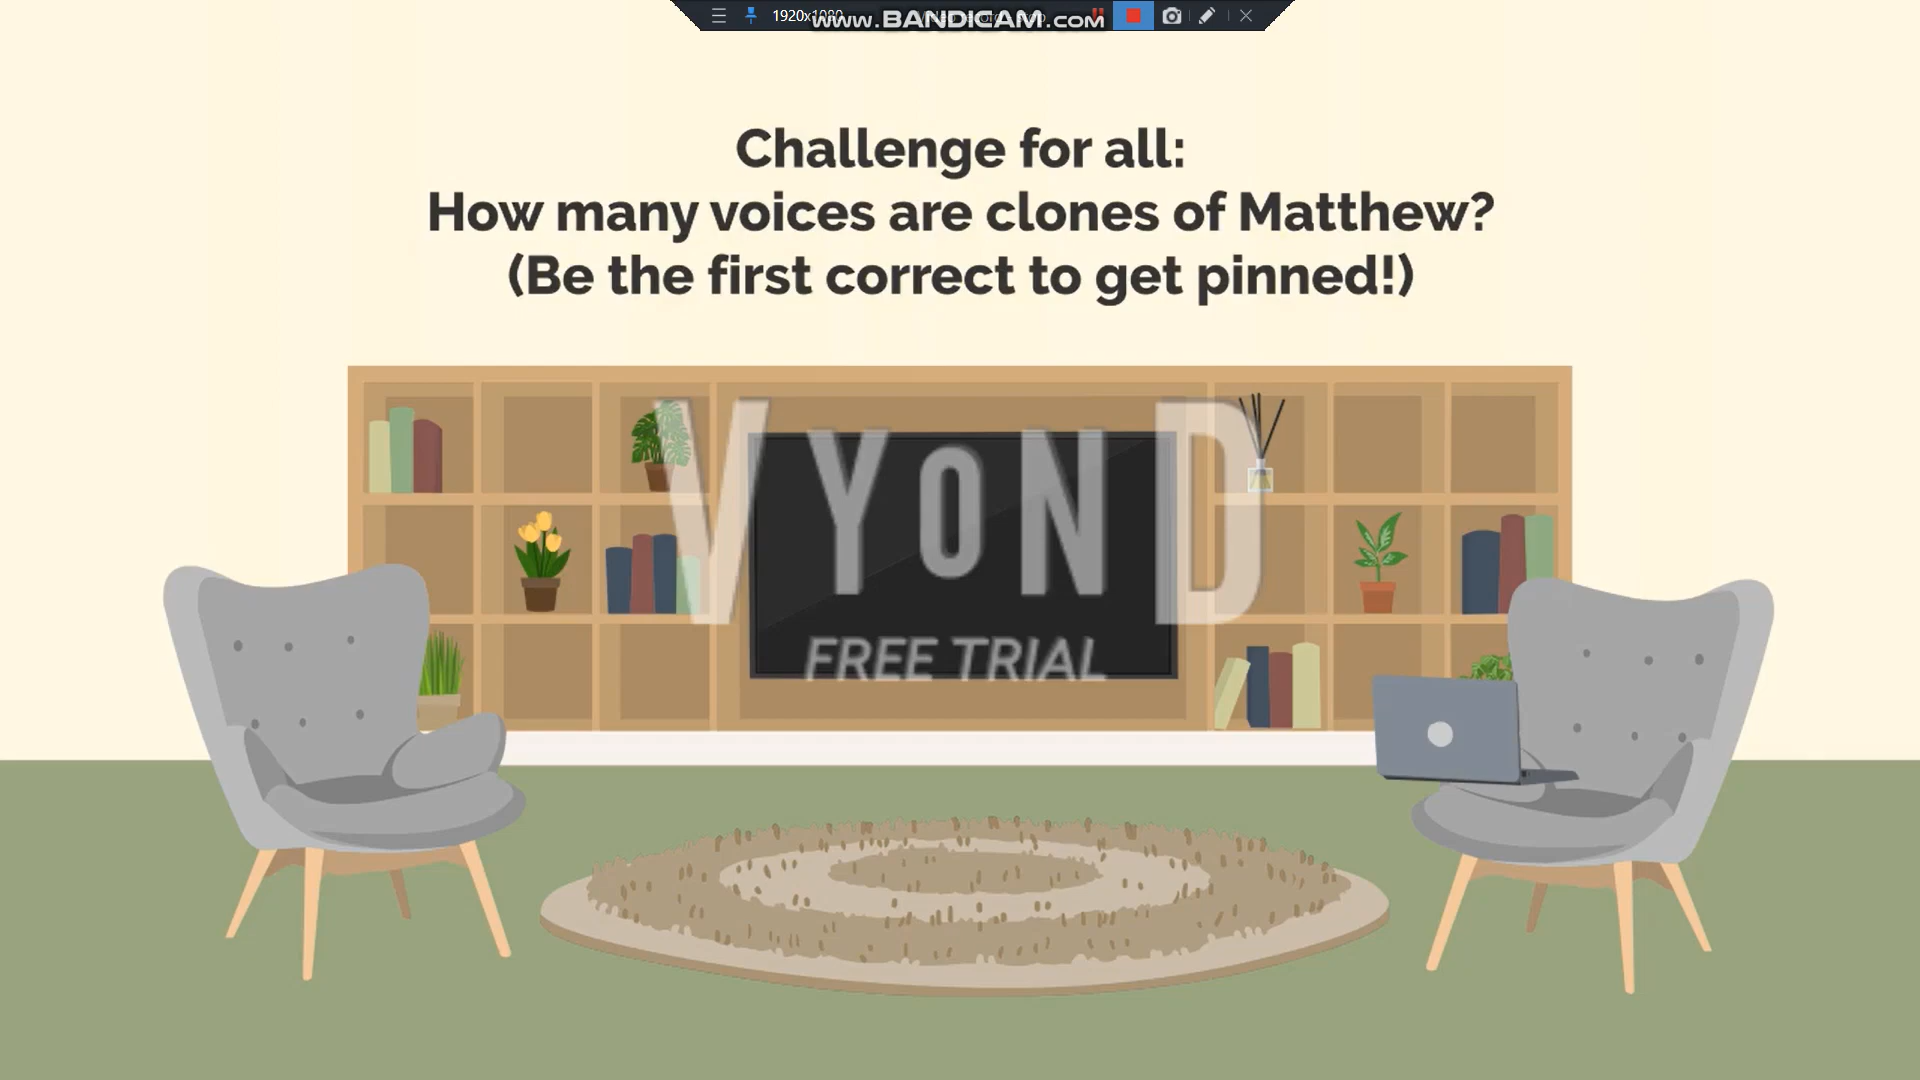 1920x1080
www.BANDICAM.com
Challenge for all:
How many voices are clones of Matthew?
(Be the first correct to get pinned!)
VYOND
FREE TRIAL